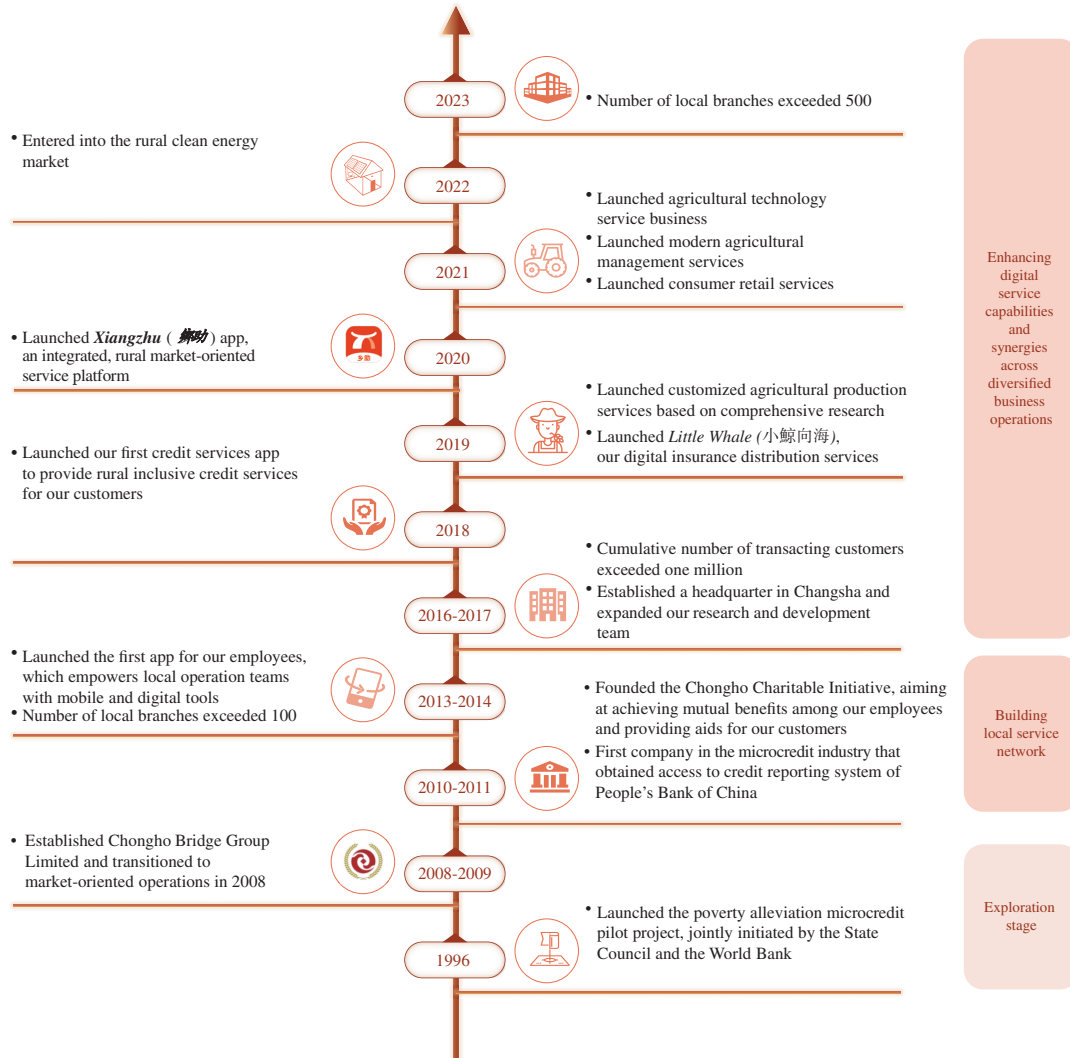 2023
• Number of local branches exceeded 500
• Entered into the rural clean energy
market
2022
• Launched agricultural technology
service business
• Launched modern agricultural
management services
• Launched consumer retail services
2021
• Launched Xiangzhu (鄉助) app,
an integrated, rural market-oriented
service platform
乡助
2020
• Launched customized agricultural production
services based on comprehensive research
• Launched Little Whale (小鯨向海),
our digital insurance distribution services
2019
• Launched our first credit services app
to provide rural inclusive credit services
for our customers
2018
• Cumulative number of transacting customers
exceeded one million
• Established a headquarter in Changsha and
expanded our research and development
team
2016-2017
Enhancing
digital
service
capabilities
and
synergies
across
diversified
business
operations
• Launched the first app for our employees,
which empowers local operation teams
with mobile and digital tools
• Number of local branches exceeded 100
2013-2014
• Founded the Chongho Charitable Initiative, aiming
at achieving mutual benefits among our employees
and providing aids for our customers
• First company in the microcredit industry that
obtained access to credit reporting system of
People's Bank of China
2010-2011
Building
local service
network
• Established Chongho Bridge Group
Limited and transitioned to
market-oriented operations in 2008
2008-2009
• Launched the poverty alleviation microcredit
pilot project, jointly initiated by the State
Council and the World Bank
1996
Exploration
stage